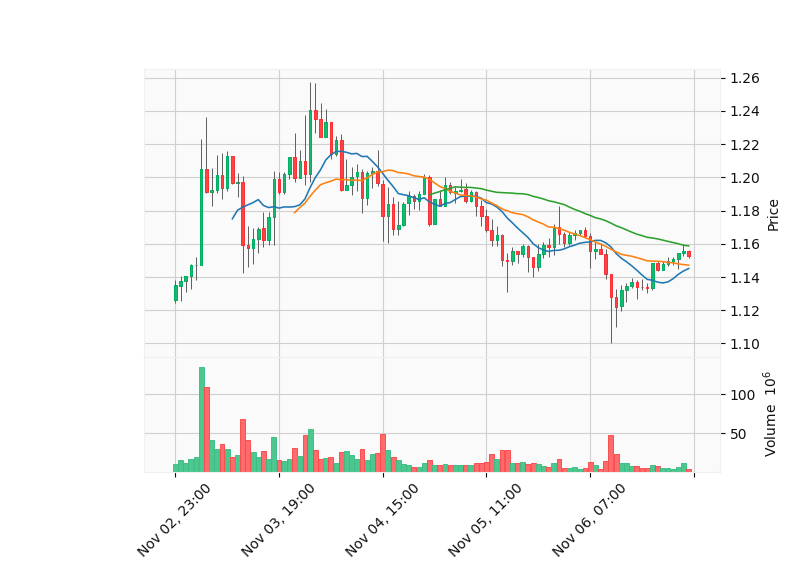 1.26
1.24
1.22
1.20
1.18
1.16
1.14
1.12
1.10
Price
100
50
Volume 10⁶
Nov 02, 23:00
Nov 03, 19:00
Nov 04, 15:00
Nov 05, 11:00
Nov 06, 07:00